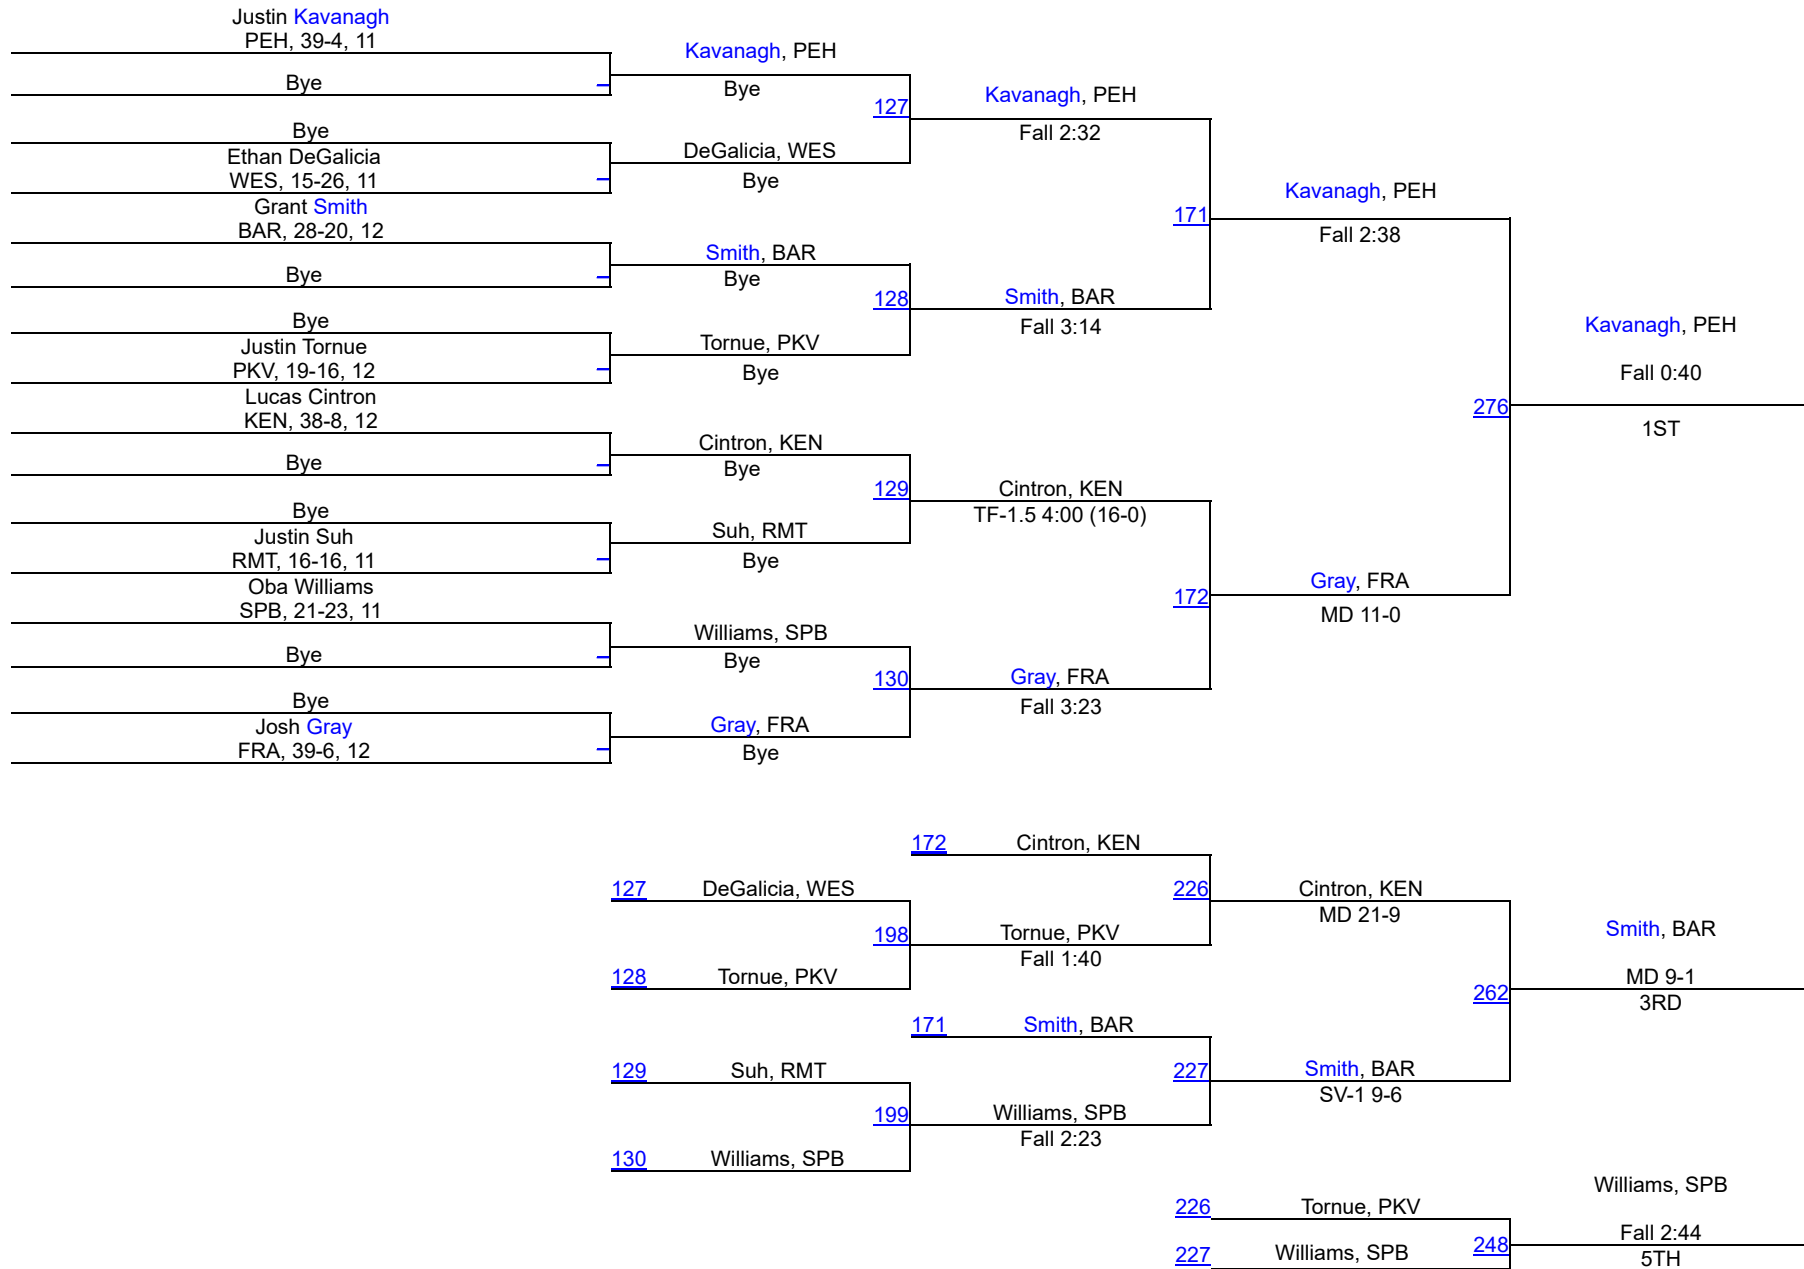 Justin Kavanagh
PEH, 39-4, 11
Bye
Bye
Ethan DeGalicia
WES, 15-26, 11
Grant Smith
BAR, 28-20, 12
Bye
Bye
Justin Tornue
PKV, 19-16, 12
Lucas Cintron
KEN, 38-8, 12
Bye
Bye
Justin Suh
RMT, 16-16, 11
Oba Williams
SPB, 21-23, 11
Bye
Bye
Josh Gray
FRA, 39-6, 12
Kavanagh, PEH
Bye
127
DeGalicia, WES
Bye
Smith, BAR
Bye
128
Tornue, PKV
Bye
Cintron, KEN
Bye
129
Suh, RMT
Bye
Williams, SPB
Bye
130
Gray, FRA
Bye
Kavanagh, PEH
Fall 2:32
171
Smith, BAR
Fall 3:14
Cintron, KEN
TF-1.5 4:00 (16-0)
172
Gray, FRA
Fall 3:23
Kavanagh, PEH
Fall 2:38
276
Gray, FRA
MD 11-0
Kavanagh, PEH
Fall 0:40
1ST
172 Cintron, KEN
127 DeGalicia, WES
226
Cintron, KEN
MD 21-9
198
Tornue, PKV
Fall 1:40
128 Tornue, PKV
Smith, BAR
MD 9-1
262
3RD
171 Smith, BAR
129 Suh, RMT
227
Smith, BAR
SV-1 9-6
199
Williams, SPB
Fall 2:23
130 Williams, SPB
226 Tornue, PKV
227 Williams, SPB
248
Williams, SPB
Fall 2:44
5TH